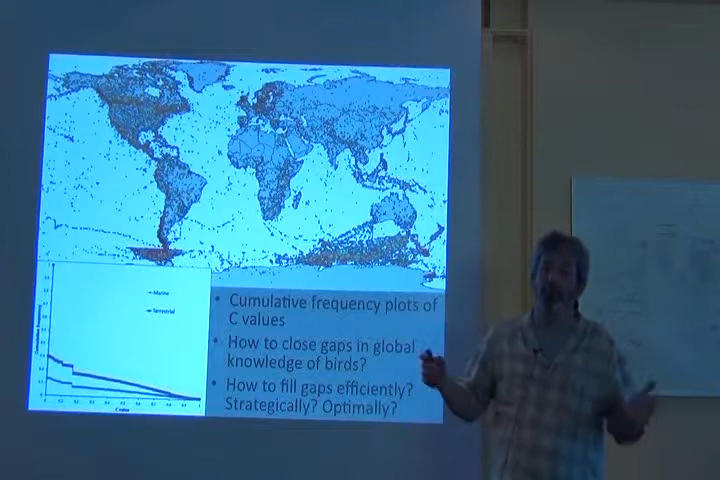 Marine
Terrestrial
C value
• Cumulative frequency plots of
C values
• How to close gaps in global
knowledge of birds?
• How to fill gaps efficiently?
Strategically? Optimally?